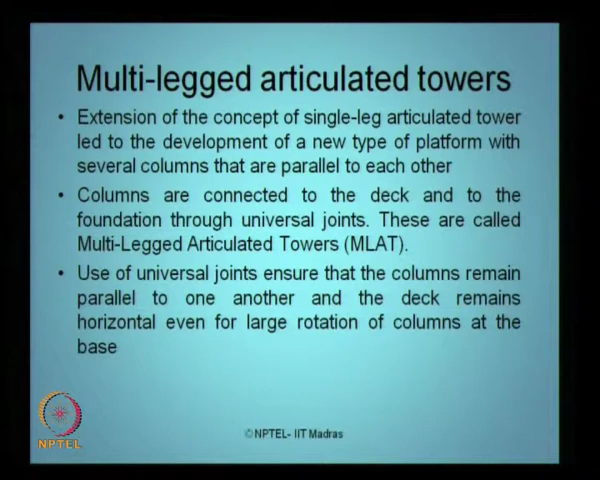 Multi-legged articulated towers
• Extension of the concept of single-leg articulated tower
led to the development of a new type of platform with
several columns that are parallel to each other
• Columns are connected to the deck and to the
foundation through universal joints. These are called
Multi-Legged Articulated Towers (MLAT).
• Use of universal joints ensure that the columns remain
parallel to one another and the deck remains
horizontal even for large rotation of columns at the
base
NPTEL
©NPTEL- IIT Madras